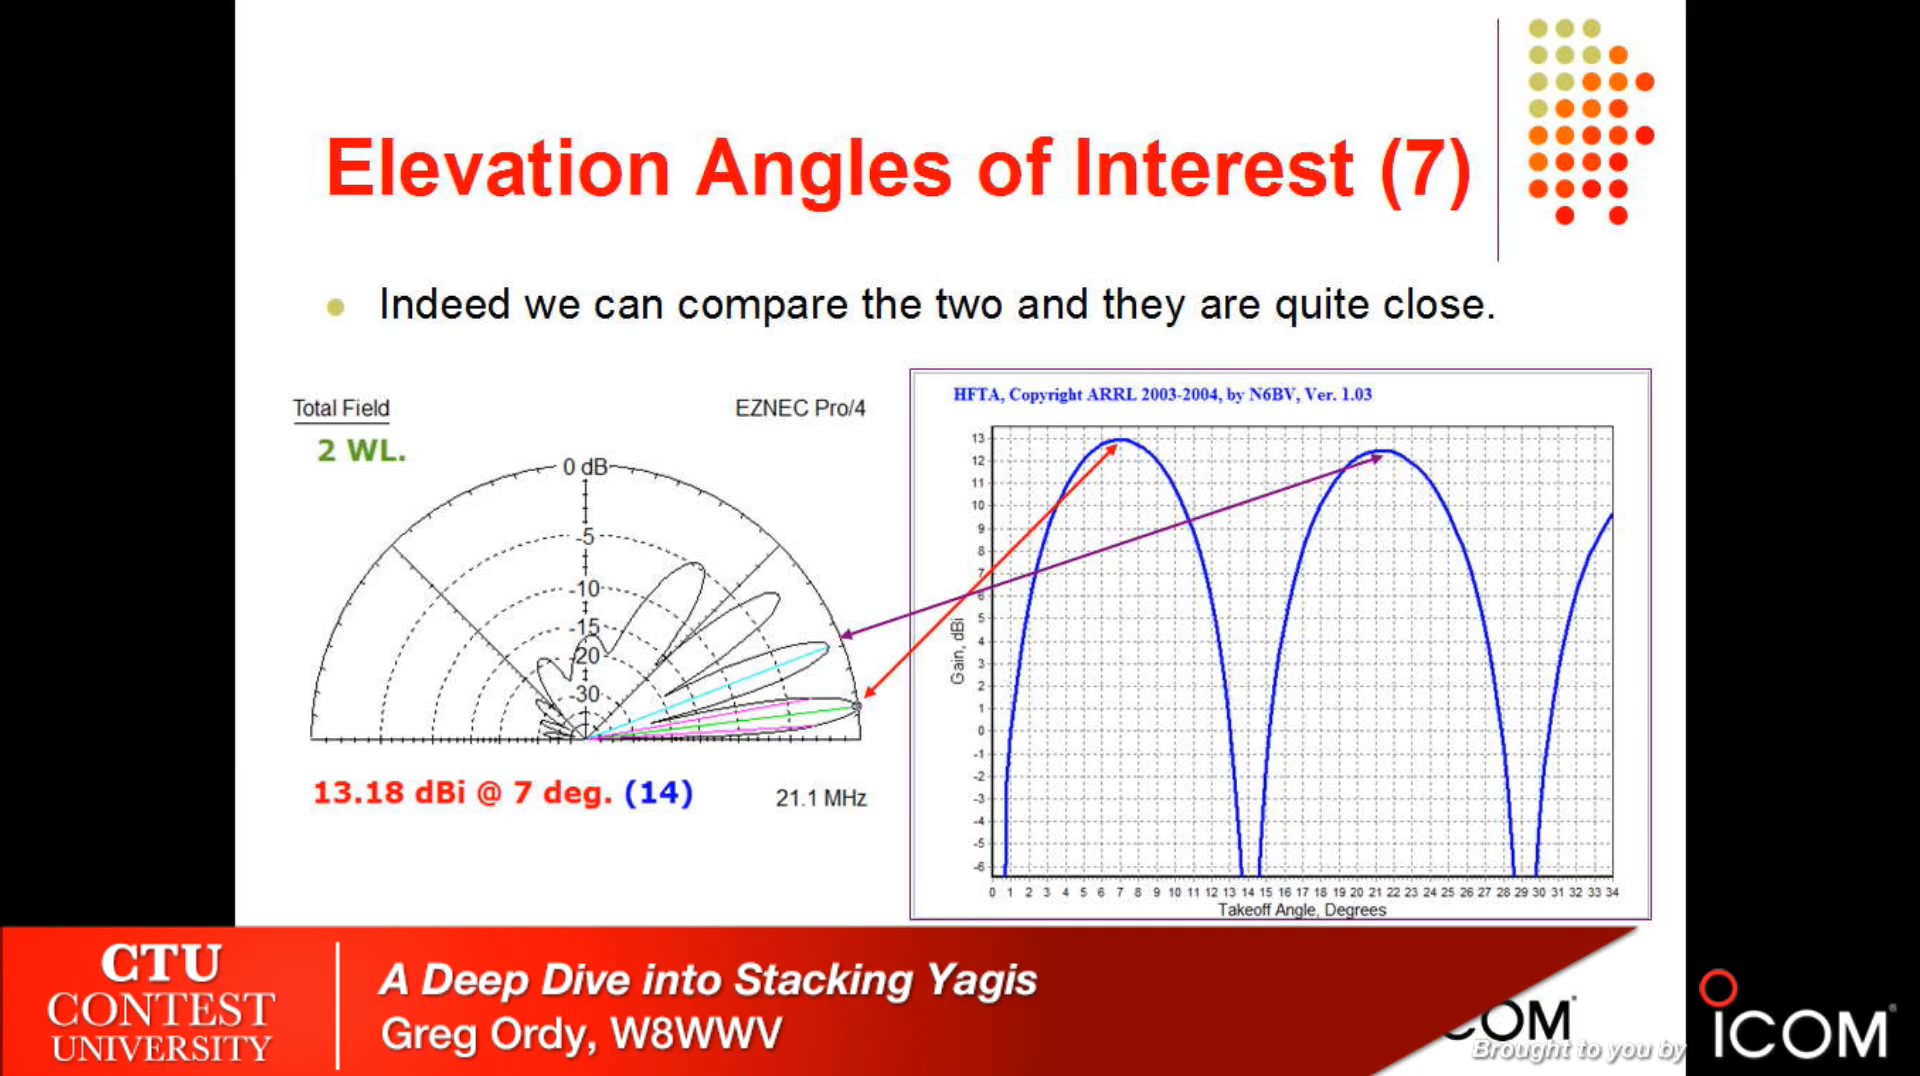 Elevation Angles of Interest (7)
Indeed we can compare the two and they are quite close.
Total Field
EZNEC Pro/4
2 WL.
0 dB
-5
-10
-15
-20
-30
13.18 dBi @ 7 deg. (14)
21.1 MHz
HFTA, Copyright ARRL 2003-2004, by N6BV, Ver. 1.03
13
12
11
10
9
8
7
6
5
4
3
2
1
0
-1
-2
-3
-4
-5
-6
Gain, dBi
0 1 2 3 4 5 6 7 8 9 10 11 12 13 14 15 16 17 18 19 20 21 22 23 24 25 26 27 28 29 30 31 32 33 34
Takeoff Angle, Degrees
CTU
CONTEST
UNIVERSITY
A Deep Dive into Stacking Yagis
Greg Ordy, W8WWV
Brought to you by
ICOM